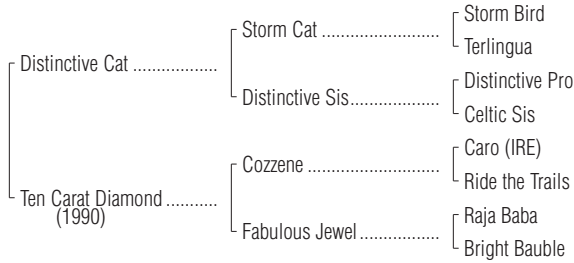 Storm Bird
Storm Cat ........................
Terlingua
Distinctive Cat .................
Distinctive Pro
Distinctive Sis..................
Celtic Sis
Caro (IRE)
Cozzene ...........................
Ride the Trails
Ten Carat Diamond ..........
(1990)
Raja Baba
Fabulous Jewel................
Bright Bauble